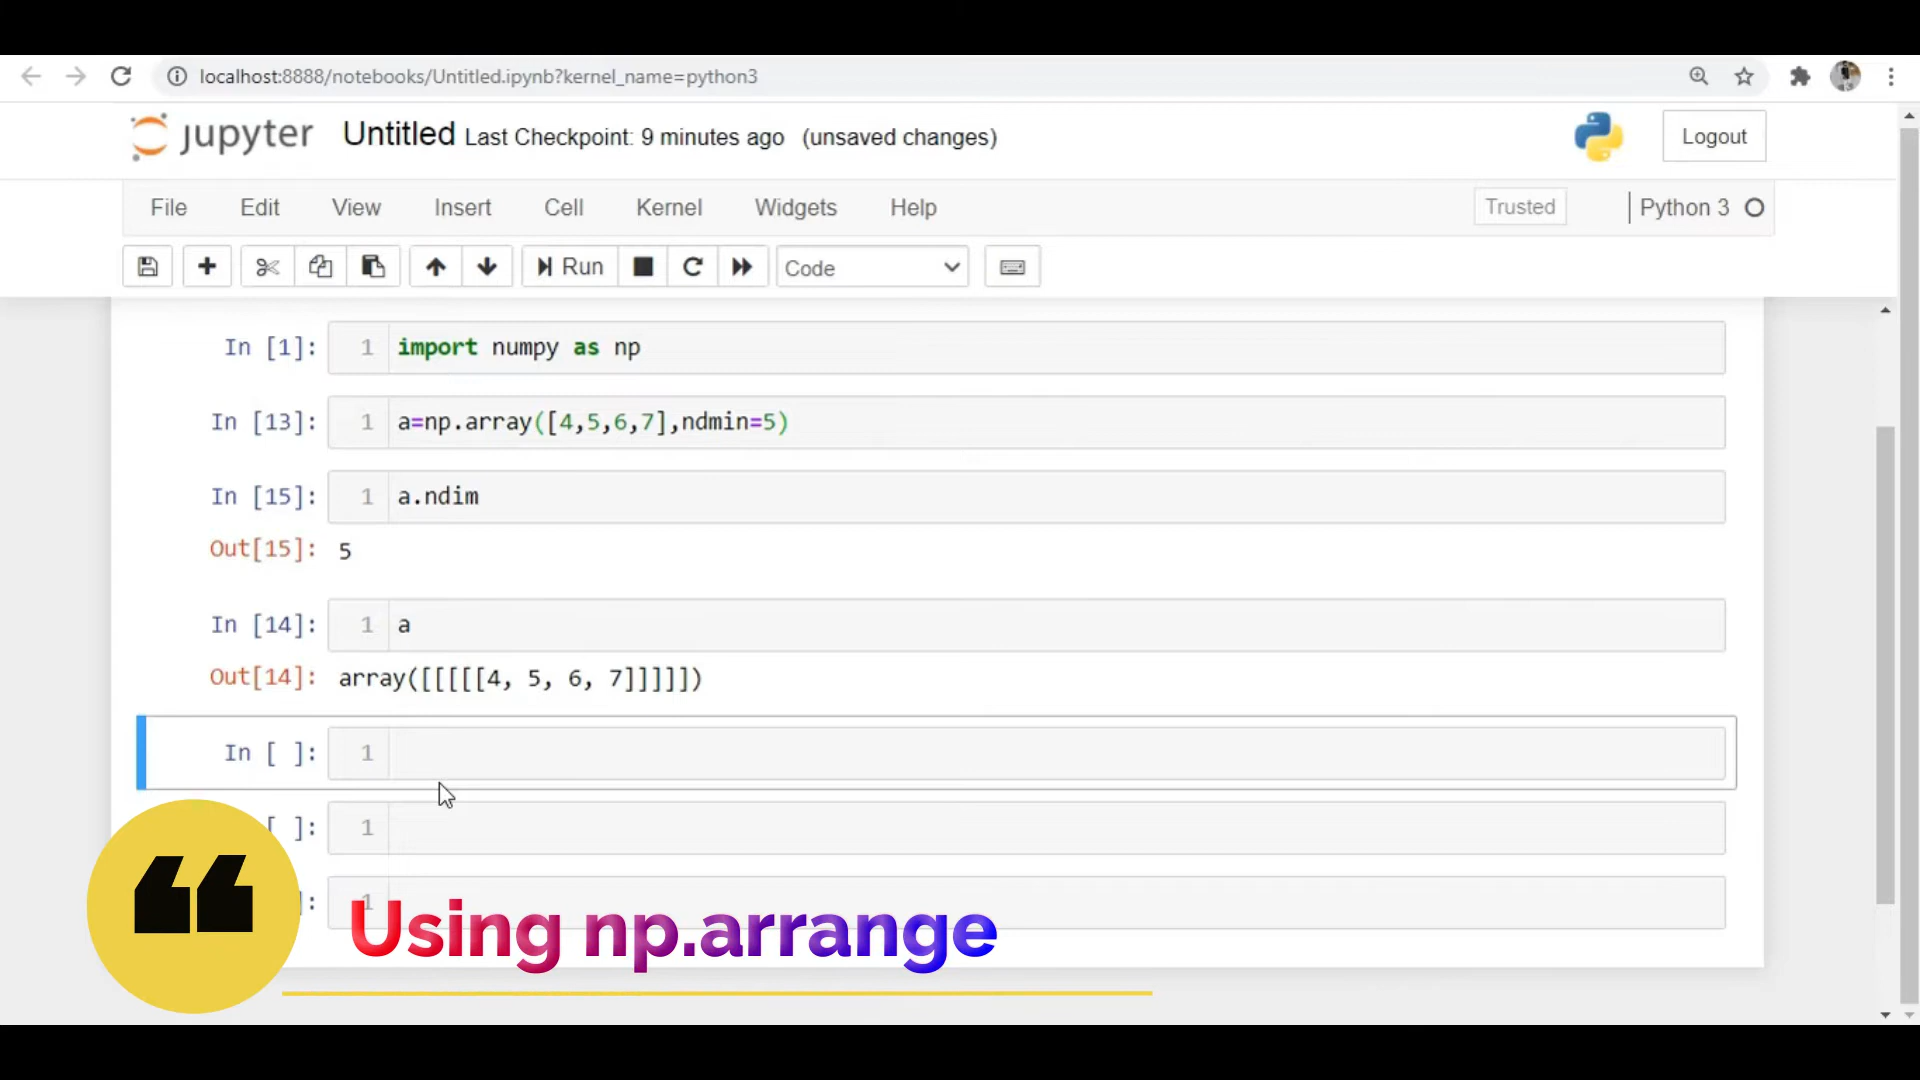 localhost:8888/notebooks/Untitled.ipynb?kernel_name=python3
jupyter Untitled Last Checkpoint: 9 minutes ago (unsaved changes) Logout
File Edit View Insert Cell Kernel Widgets Help Trusted Python 3
Run Code
In [1]: 1 import numpy as np
In [13]: 1 a=np.array([4,5,6,7],ndmin=5)
In [15]: 1 a.ndim
Out[15]: 5
In [14]: 1 a
Out[14]: array([[[[[4, 5, 6, 7]]]]])
In [ ]: 1
[ ]: 1
]: 1
“ Using np.arrange